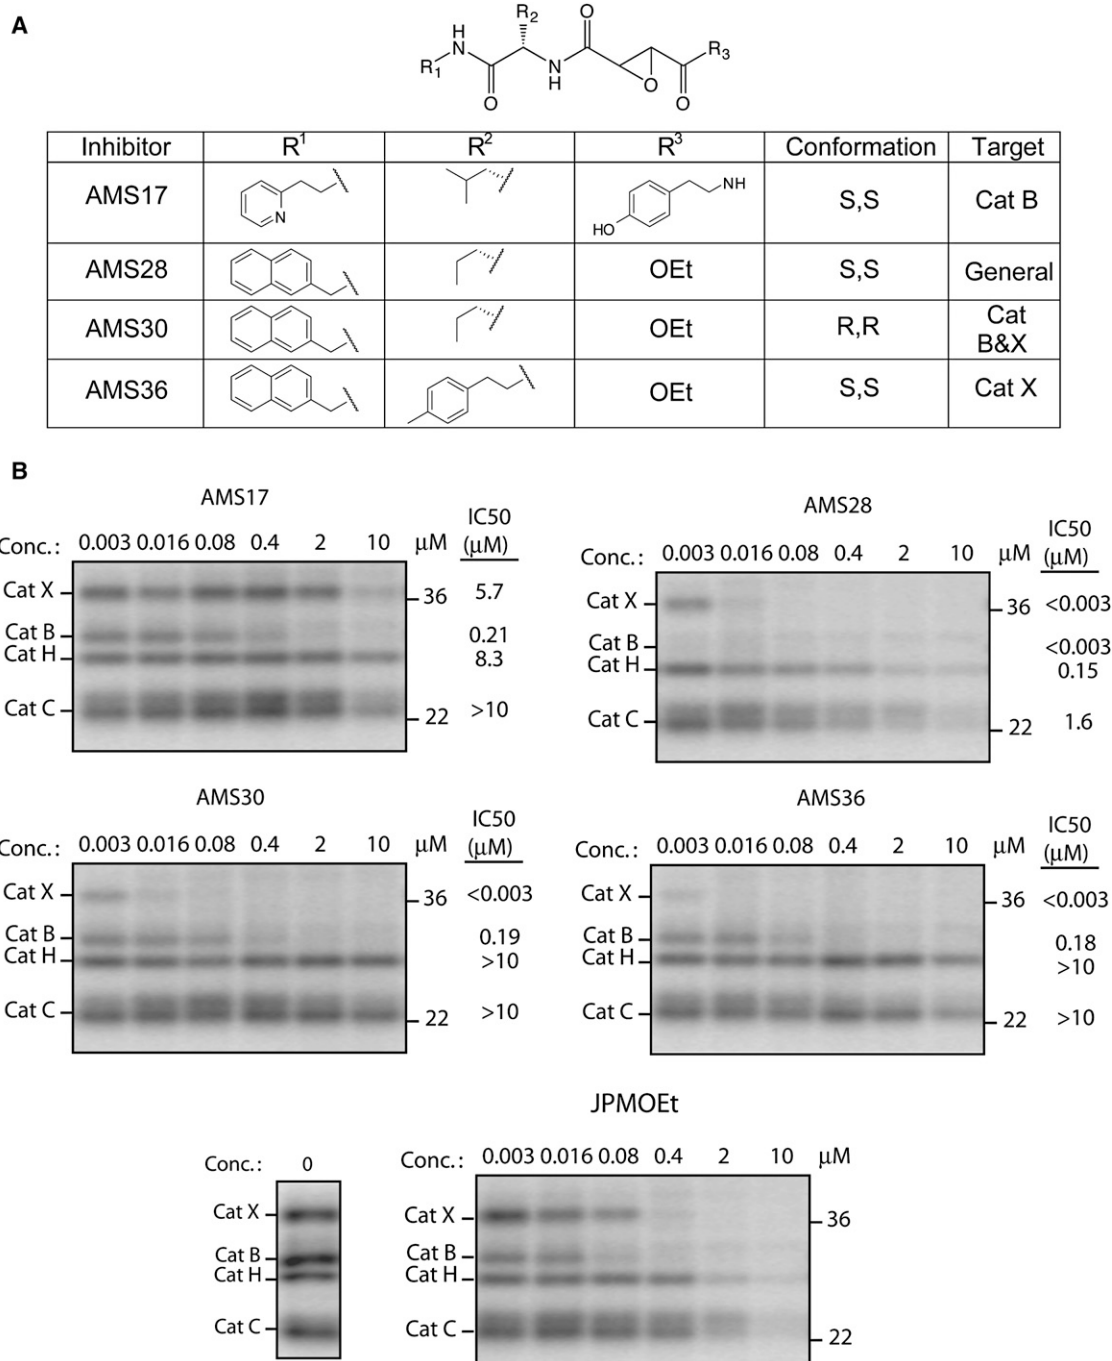 A
H
N
R1
O
R2
N
H
O
O
O
R3
Inhibitor R1 R2 R3 Conformation Target
AMS17 N HO NH S,S Cat B
AMS28 OEt S,S General
AMS30 OEt R,R Cat
B&X
AMS36 OEt S,S Cat X
B
AMS17
IC50
Conc.: 0.003 0.016 0.08 0.4 2 10 μM (μM)
Cat X 36 5.7
Cat B 0.21
Cat H 8.3
Cat C 22 >10
AMS28
IC50
Conc.: 0.003 0.016 0.08 0.4 2 10 μM (μM)
Cat X 36 <0.003
Cat B <0.003
Cat H 0.15
Cat C 22 1.6
AMS30
IC50
Conc.: 0.003 0.016 0.08 0.4 2 10 μM (μM)
Cat X 36 <0.003
Cat B 0.19
Cat H >10
Cat C 22 >10
AMS36
IC50
Conc.: 0.003 0.016 0.08 0.4 2 10 μM (μM)
Cat X 36 <0.003
Cat B 0.18
Cat H >10
Cat C 22 >10
JPMOEt
Conc.: 0
Cat X
Cat B
Cat H
Cat C
Conc.: 0.003 0.016 0.08 0.4 2 10 μM
Cat X 36
Cat B
Cat H
Cat C 22